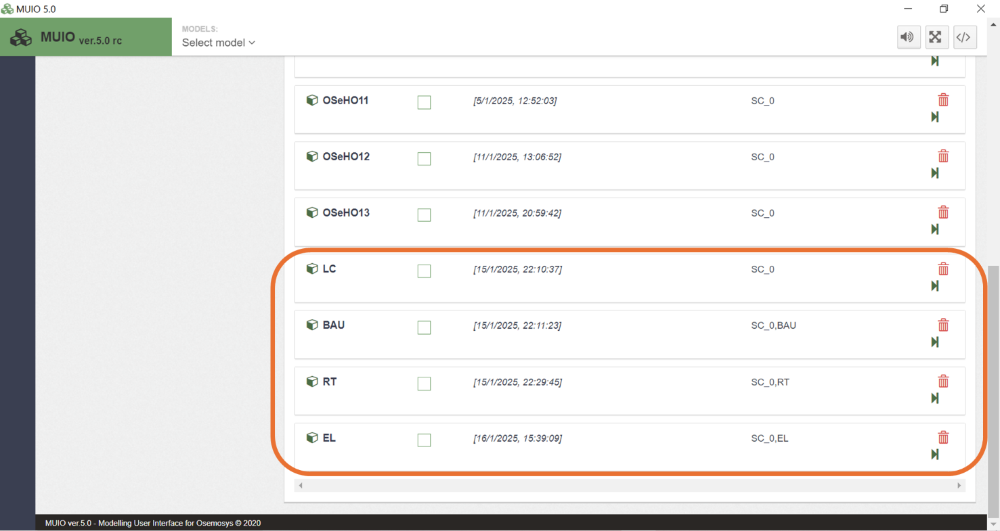 MUIO 5.0
MUIO ver.5.0 rc
MODELS:
Select model
OSeHO11 [5/1/2025, 12:52:03] SC_0
OSeHO12 [11/1/2025, 13:06:52] SC_0
OSeHO13 [11/1/2025, 20:59:42] SC_0
LC [15/1/2025, 22:10:37] SC_0
BAU [15/1/2025, 22:11:23] SC_0,BAU
RT [15/1/2025, 22:29:45] SC_0,RT
EL [16/1/2025, 15:39:09] SC_0,EL
MUIO ver.5.0 - Modelling User Interface for Osemosys © 2020